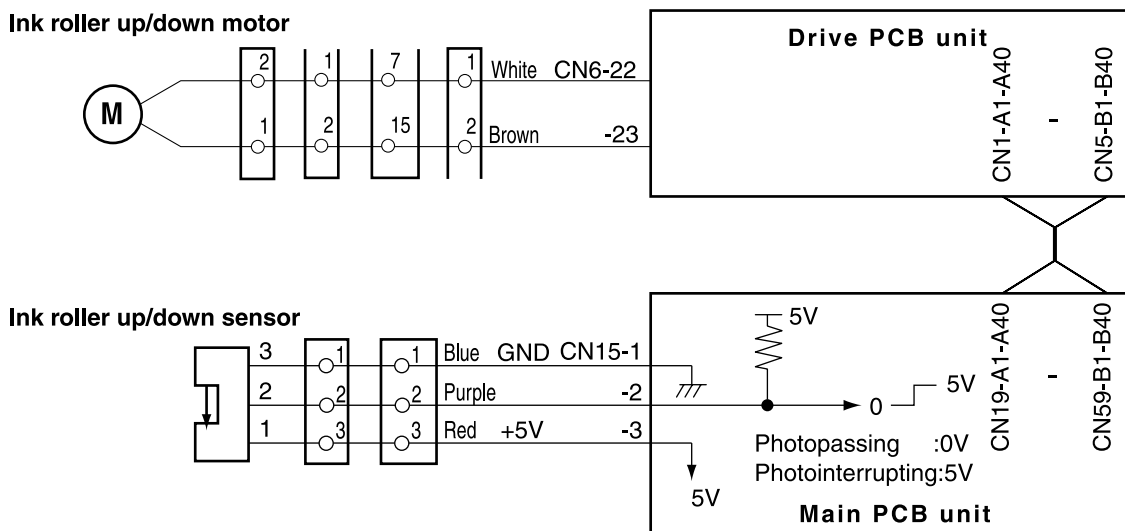 Ink roller up/down motor
Drive PCB unit
M
2 1 7 1 White CN6-22
1 2 15 2 Brown -23
CN1-A1-A40
-
CN5-B1-B40
Ink roller up/down sensor
3 1 1 Blue GND CN15-1
2 2 2 Purple -2
1 3 3 Red +5V -3
5V
0 5V
Photopassing :0V
Photointerrupting:5V
5V
CN19-A1-A40
-
CN59-B1-B40
Main PCB unit